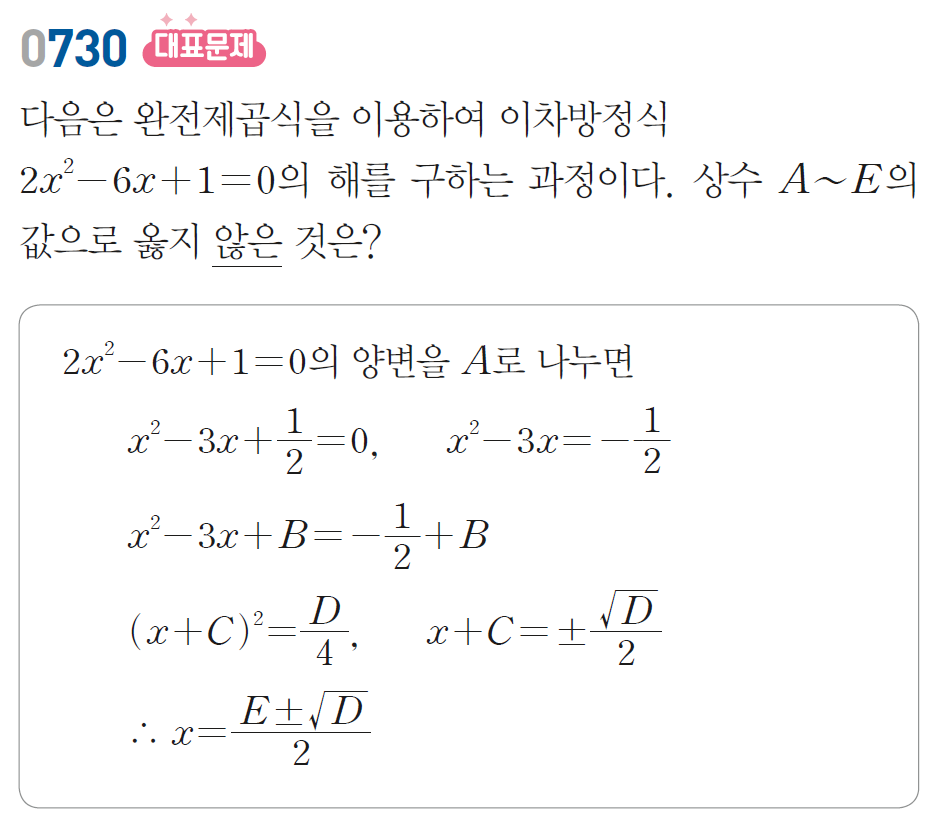 0730 대표문제
다음은 완전제곱식을 이용하여 이차방정식
2x²-6x+1=0의 해를 구하는 과정이다. 상수 A~E의
값으로 옳지 않은 것은?
2x²-6x+1=0의 양변을 A로 나누면
x²-3x+1/2=0, x²-3x=-1/2
x²-3x+B=-1/2+B
(x+C)²=D/4, x+C=±√D/2
∴ x=(E±√D)/2